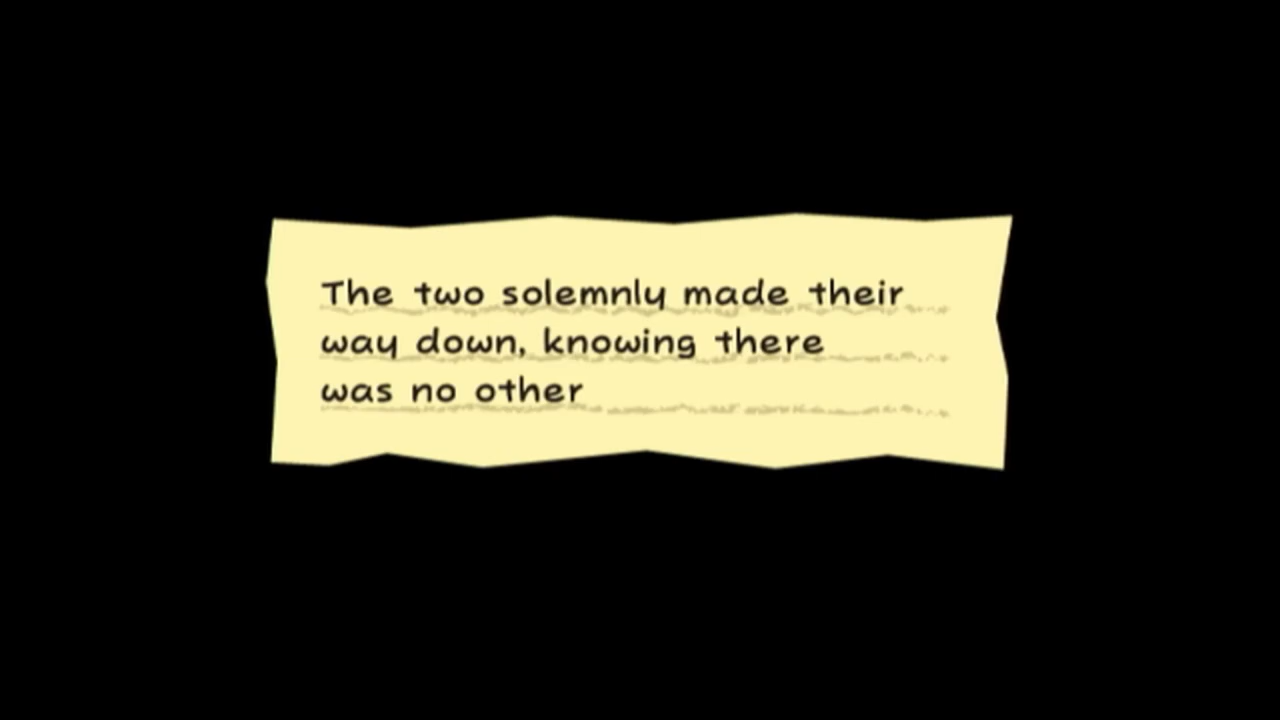 The two solemnly made their
way down, knowing there
was no other